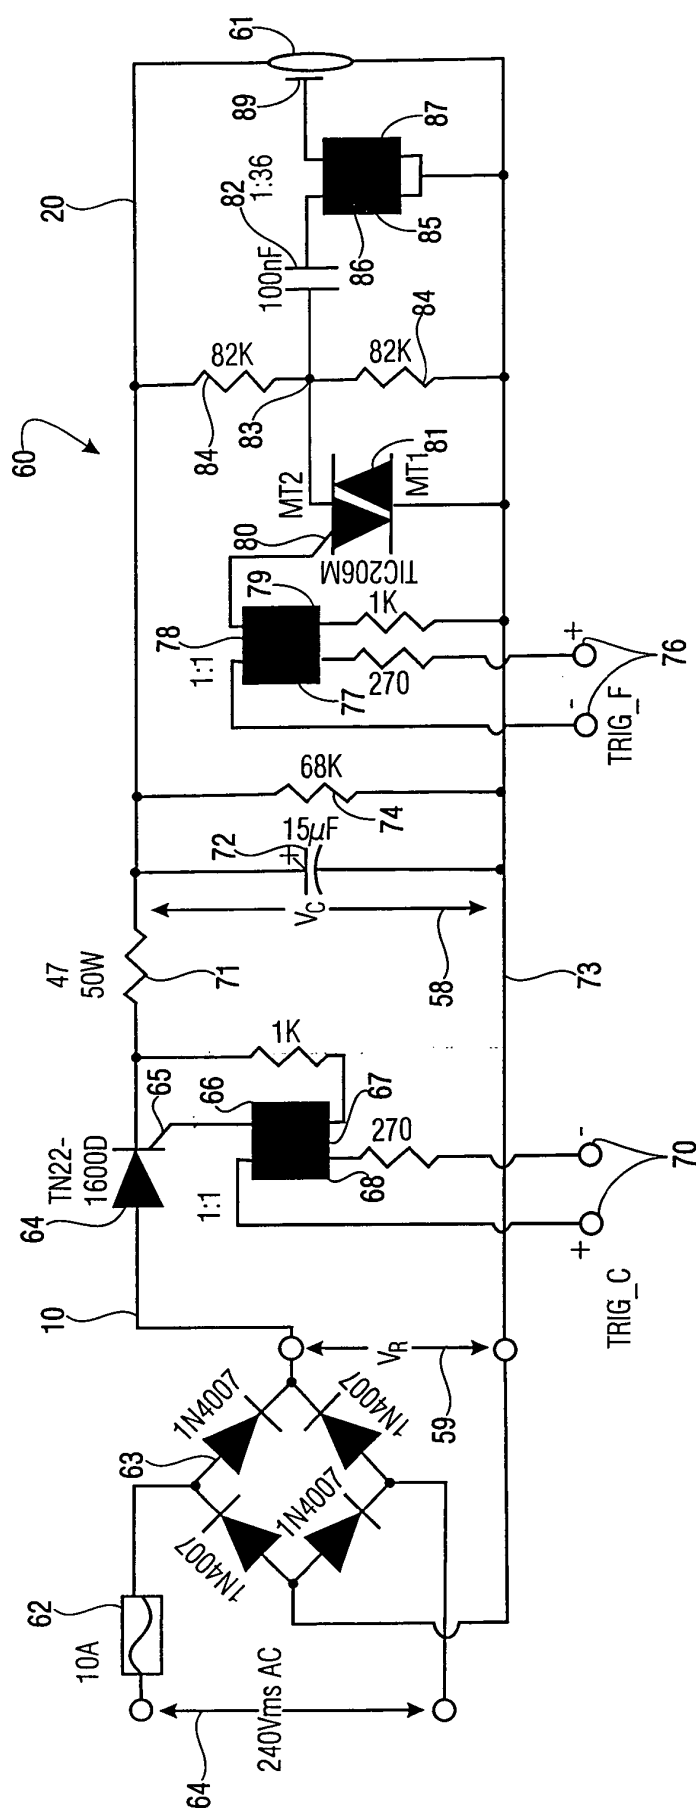 60
64
240Vms AC
10A
62
63
1N4007
1N4007
1N4007
1N4007
59
VR
10
64
TN22-
1600D
65
66
67
68
1:1
1K
270
+
-
70
TRIG_C
47
50W
71
58
VC
72
+
15µF
68K
74
73
1:1
78
77
79
270
1K
-
+
76
TRIG_F
80
TIC206M
MT2
MT1
81
83
84
82K
82K
84
20
100nF
82
1:36
86
85
87
89
61